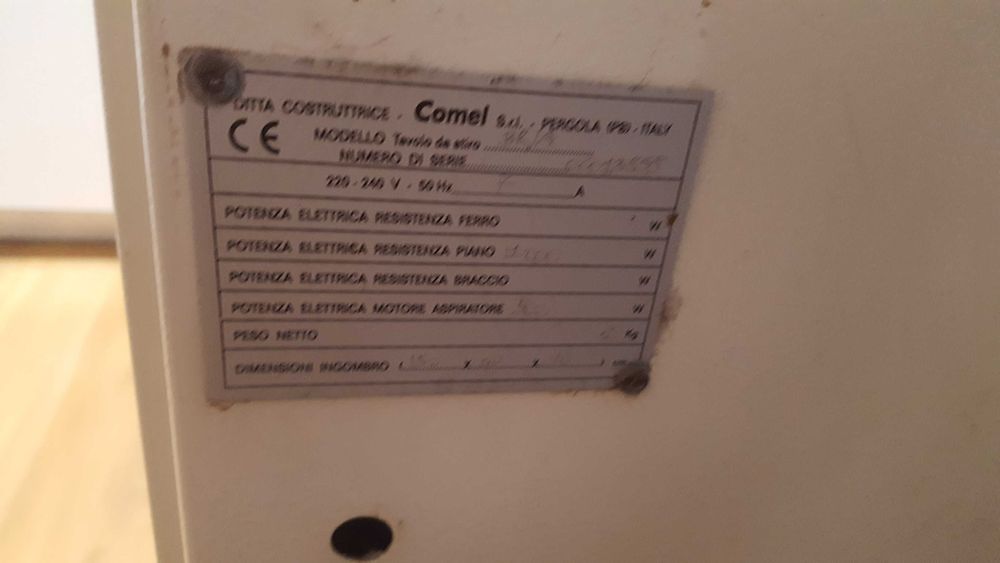 DITTA COSTRUTTRICE - Comel S.r.l. - PERGOLA (PS) - ITALY
CE MODELLO Tavolo da stiro
NUMERO DI SERIE
220 - 240 V - 50 Hz A
POTENZA ELETTRICA RESISTENZA FERRO W
POTENZA ELETTRICA RESISTENZA PIANO W
POTENZA ELETTRICA RESISTENZA BRACCIO W
POTENZA ELETTRICA MOTORE ASPIRATORE W
PESO NETTO Kg
DIMENSIONI INGOMBRO ( X X )